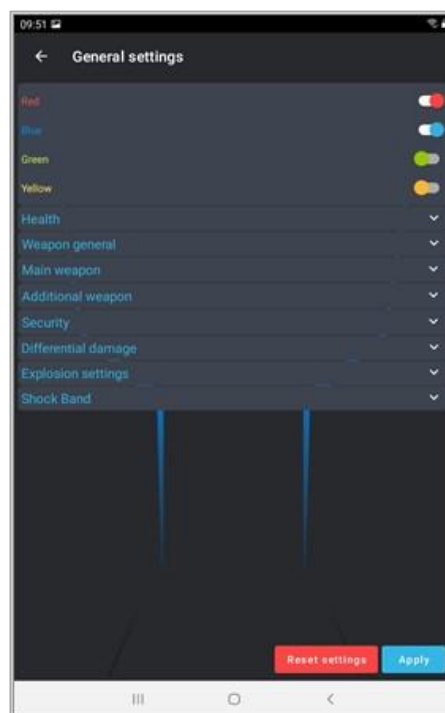 09:51
General settings
Red
Blue
Green
Yellow
Health
Weapon general
Main weapon
Additional weapon
Security
Differential damage
Explosion settings
Shock Band
Reset settings Apply